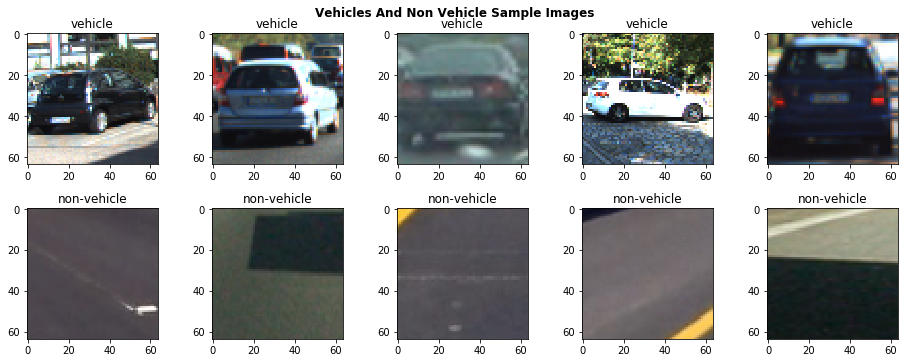 Vehicles And Non Vehicle Sample Images
vehicle vehicle vehicle vehicle vehicle
0 0 0 0 0
20 20 20 20 20
40 40 40 40 40
60 60 60 60 60
0 20 40 60 0 20 40 60 0 20 40 60 0 20 40 60 0 20 40 60
non-vehicle non-vehicle non-vehicle non-vehicle non-vehicle
0 0 0 0 0
20 20 20 20 20
40 40 40 40 40
60 60 60 60 60
0 20 40 60 0 20 40 60 0 20 40 60 0 20 40 60 0 20 40 60